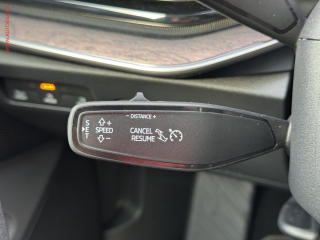 - DISTANCE +
S
E
T
+
SPEED
-
CANCEL
RESUME